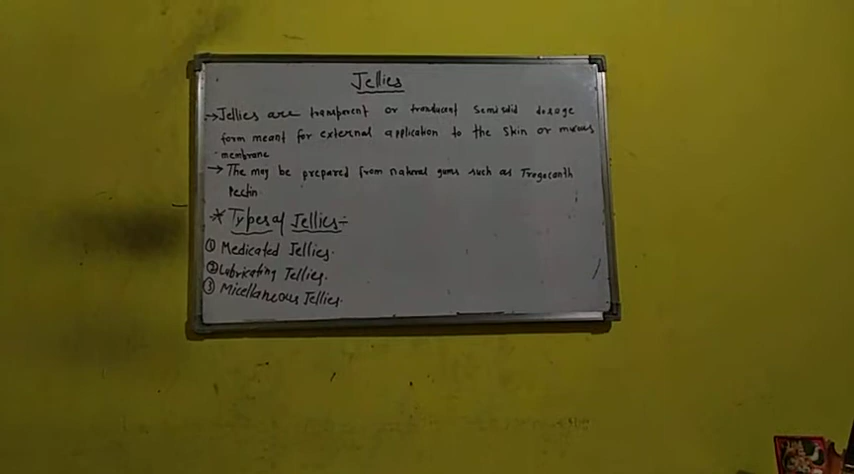 Jellies
→ Jellies are transperent or tranlucent semisolid dosage
form meant for external application to the skin or mucous
membrane
→ The may be prepared from natural gums such as Tragacanth
Pectin.
* Types of Jellies :-
① Medicated Jellies.
② Lubricating Jellies.
③ Micellaneous Jellies.